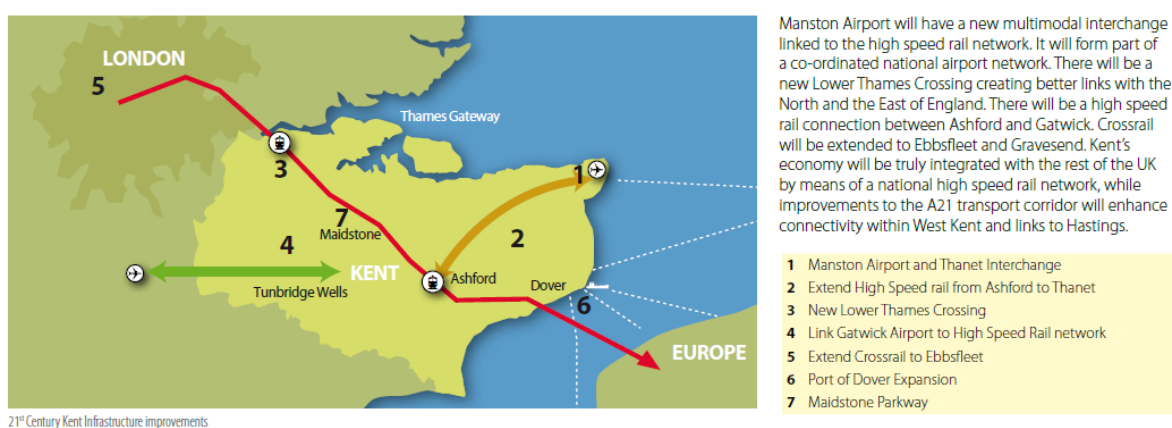 LONDON
5
Thames Gateway
3
1
7
Maidstone
4
2
KENT
Ashford
Tunbridge Wells
Dover
6
EUROPE
21st Century Kent Infrastructure improvements
Manston Airport will have a new multimodal interchange
linked to the high speed rail network. It will form part of
a co-ordinated national airport network. There will be a
new Lower Thames Crossing creating better links with the
North and the East of England. There will be a high speed
rail connection between Ashford and Gatwick. Crossrail
will be extended to Ebbsfleet and Gravesend. Kent's
economy will be truly integrated with the rest of the UK
by means of a national high speed rail network, while
improvements to the A21 transport corridor will enhance
connectivity within West Kent and links to Hastings.
1 Manston Airport and Thanet Interchange
2 Extend High Speed rail from Ashford to Thanet
3 New Lower Thames Crossing
4 Link Gatwick Airport to High Speed Rail network
5 Extend Crossrail to Ebbsfleet
6 Port of Dover Expansion
7 Maidstone Parkway